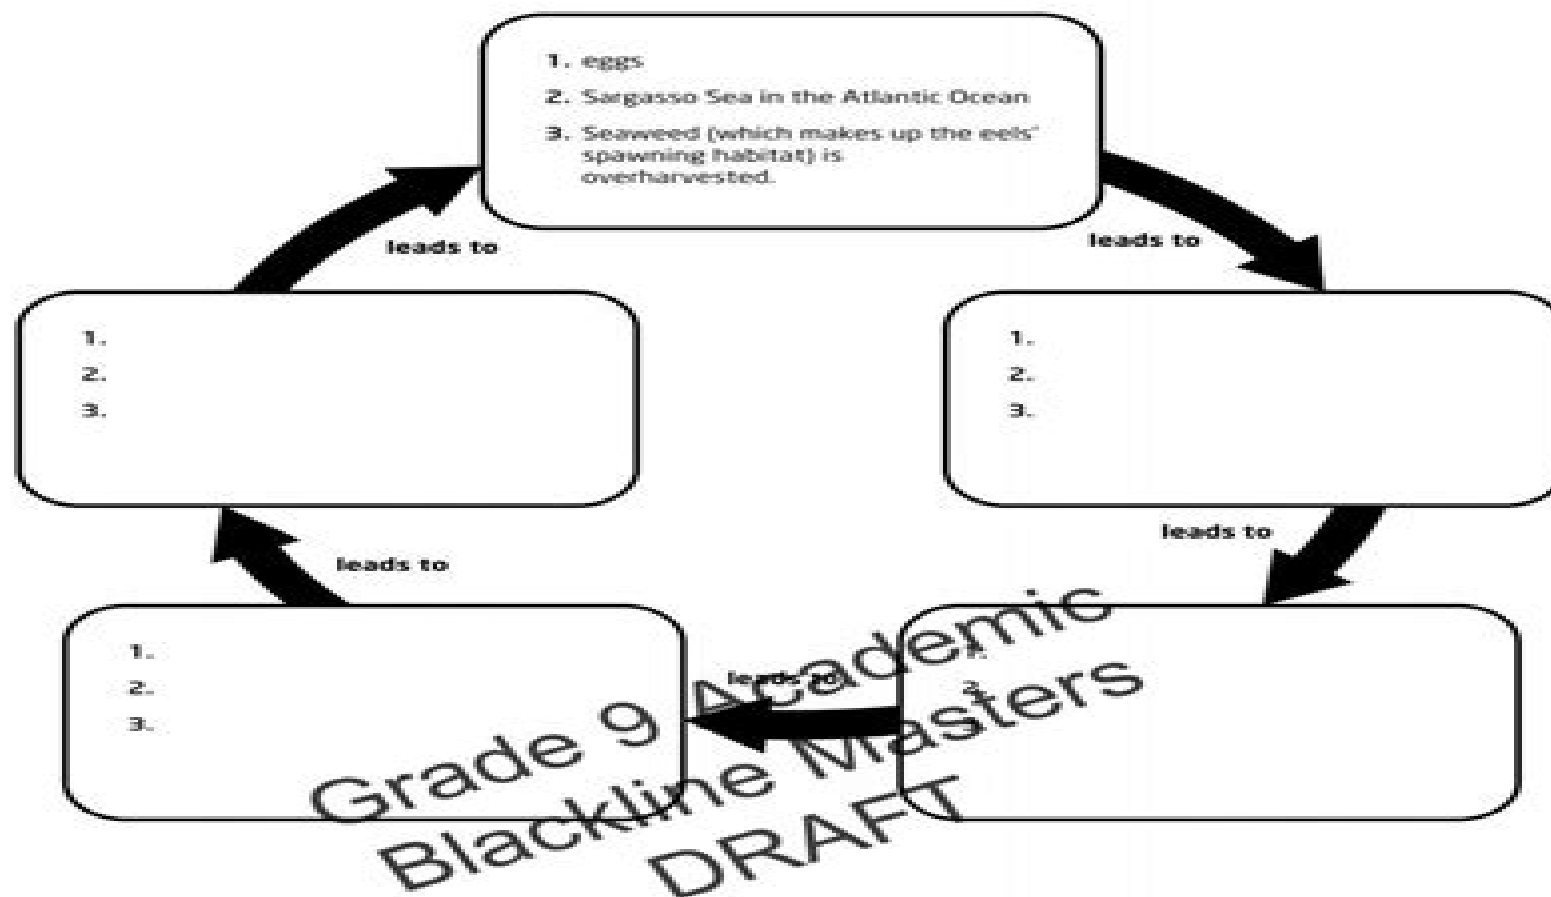 1. eggs
2. Sargasso Sea in the Atlantic Ocean
3. Seaweed (which makes up the eels'
spawning habitat) is
overharvested.
leads to
leads to
1.
2.
3.
1.
2.
3.
leads to
leads to
1.
2.
3.
leads to
1.
2.
Grade 9 Academic
Blackline Masters
DRAFT